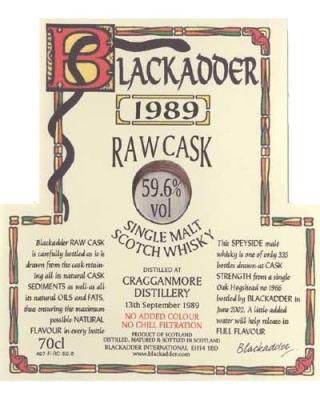 BLACKADDER
1989
RAW CASK
59.6%
vol
SINGLE MALT
SCOTCH WHISKY
Blackadder RAW CASK
is carefully bottled as it is
drawn from the cask retain-
ing all its natural CASK
SEDIMENTS as well as all
its natural OILS and FATS,
thus ensuring the maximum
possible NATURAL
FLAVOUR in every bottle
70cl
DISTILLED AT
CRAGGANMORE
DISTILLERY
13th September 1989
NO ADDED COLOUR
NO CHILL FILTRATION
PRODUCT OF SCOTLAND
DISTILLED, MATURED & BOTTLED IN SCOTLAND
BLACKADDER INTERNATIONAL EH14 1BD
www.blackadder.com
This SPEYSIDE malt
whisky is one of only 335
bottles drawn at CASK
STRENGTH from a single
Oak Hogshead no 1966
bottled by BLACKADDER in
June 2002. A little added
water will help release its
FULL FLAVOUR.
Blackadder